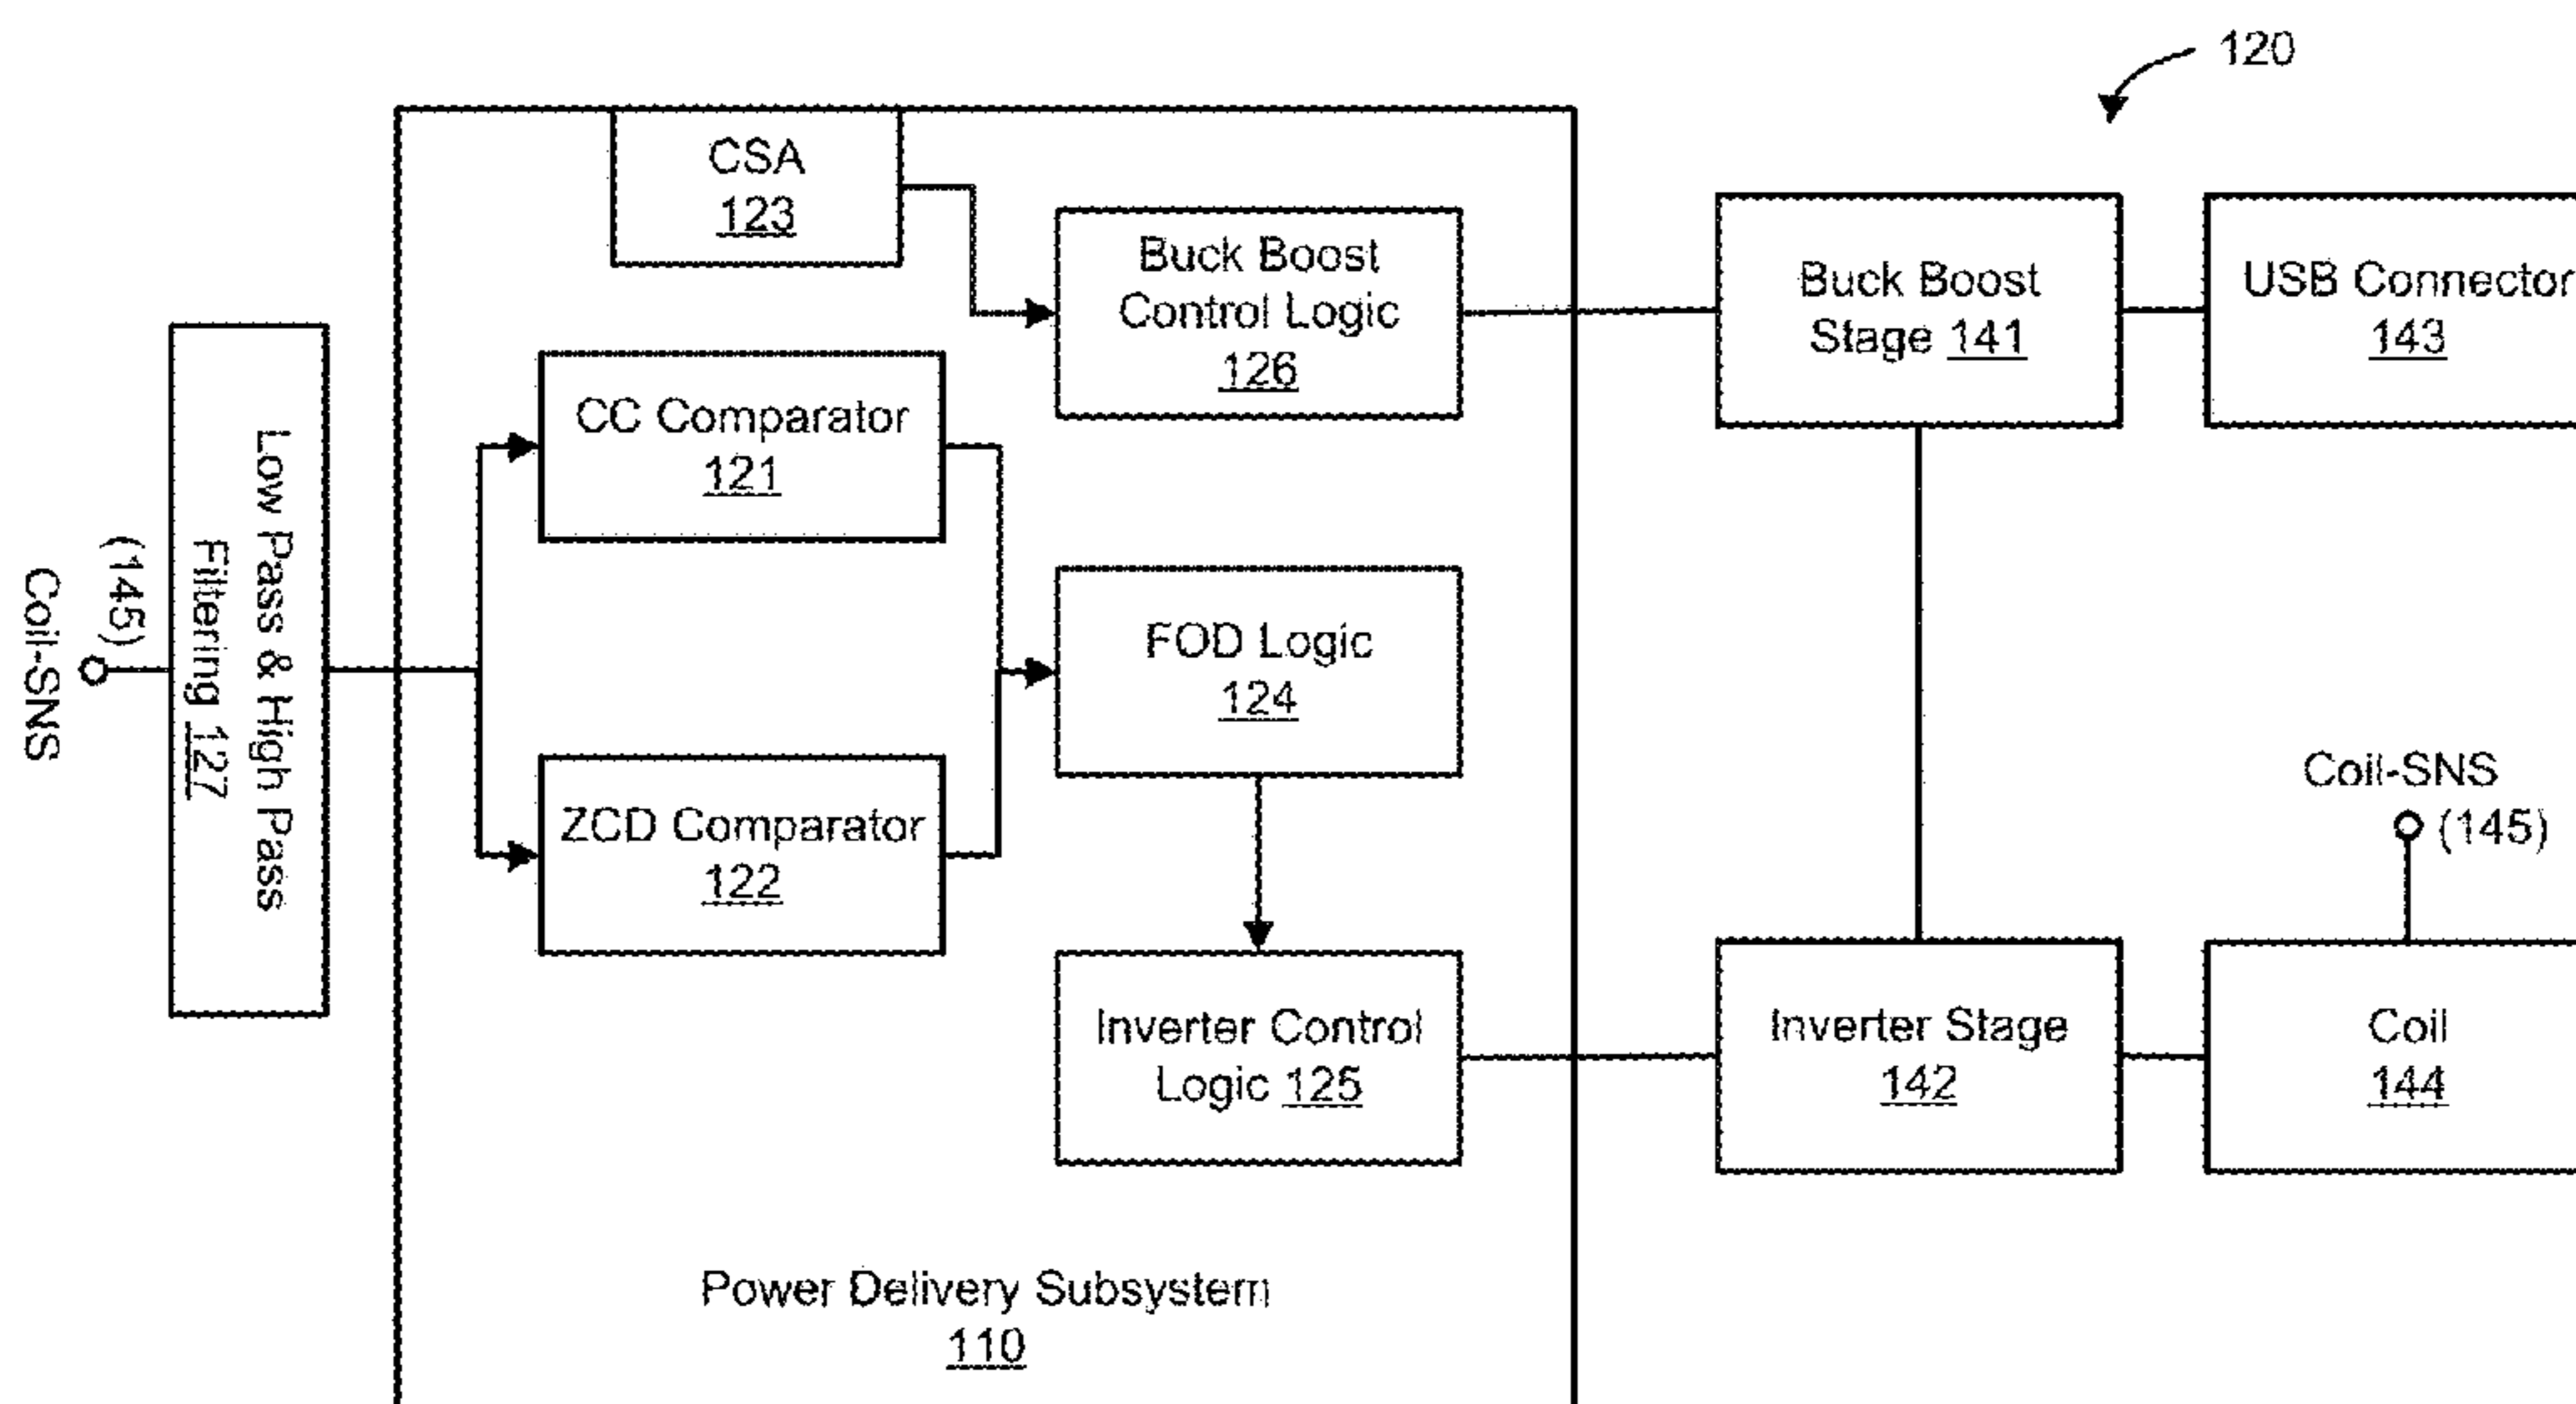 120
CSA
123
Buck Boost
Control Logic
126
Buck Boost
Stage 141
USB Connector
143
CC Comparator
121
Low Pass & High Pass
Filtering 127
(145)
Coil-SNS
FOD Logic
124
ZCD Comparator
122
Coil-SNS
(145)
Inverter Control
Logic 125
Inverter Stage
142
Coil
144
Power Delivery Subsystem
110